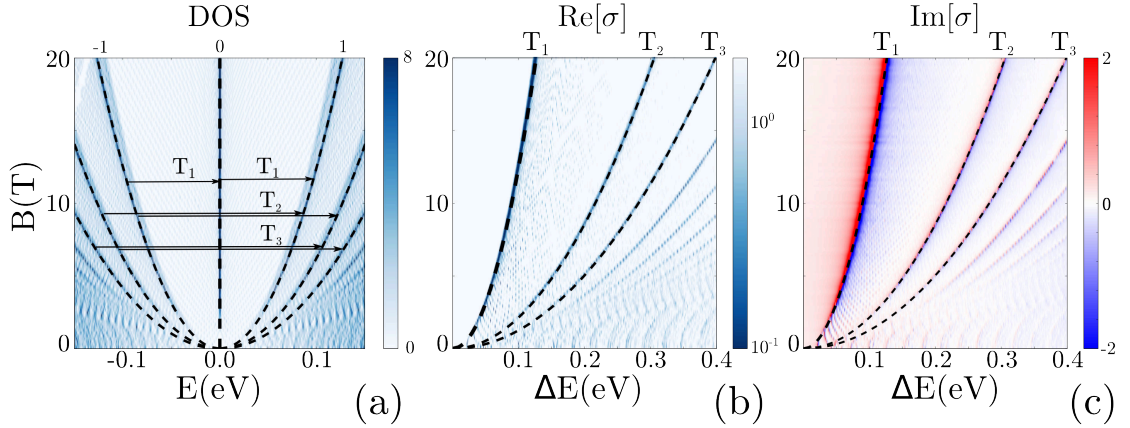 DOS
-1 0 1
20
10
0
B(T)
T1 T1
T2
T3
-0.1 0.0 0.1
E(eV)
8
0
(a)
Re[σ]
T1 T2 T3
20
10
0
0.1 0.2 0.3 0.4
ΔE(eV)
10^0
10^-1
(b)
Im[σ]
T1 T2 T3
20
10
0
0.1 0.2 0.3 0.4
ΔE(eV)
2
0
-2
(c)